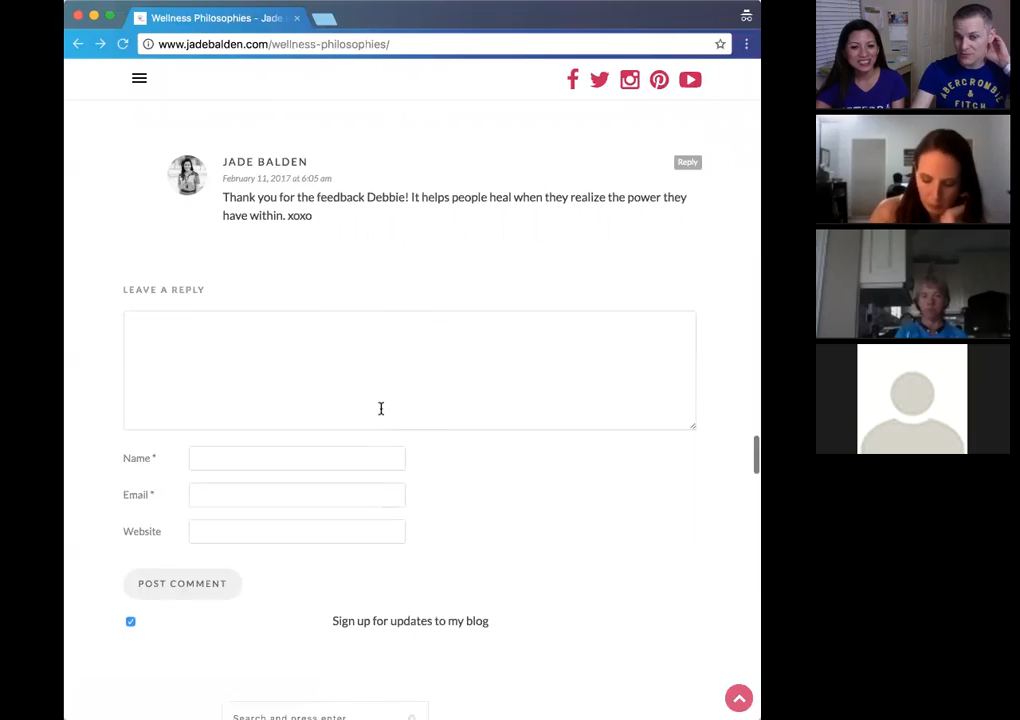 Wellness Philosophies - Jade
www.jadebalden.com/wellness-philosophies/
JADE BALDEN
Reply
February 11, 2017 at 6:05 am
Thank you for the feedback Debbie! It helps people heal when they realize the power they
have within. xoxo
LEAVE A REPLY
Name *
Email *
Website
POST COMMENT
Sign up for updates to my blog
Search and press enter
ABERCROMBIE
&
FITCH